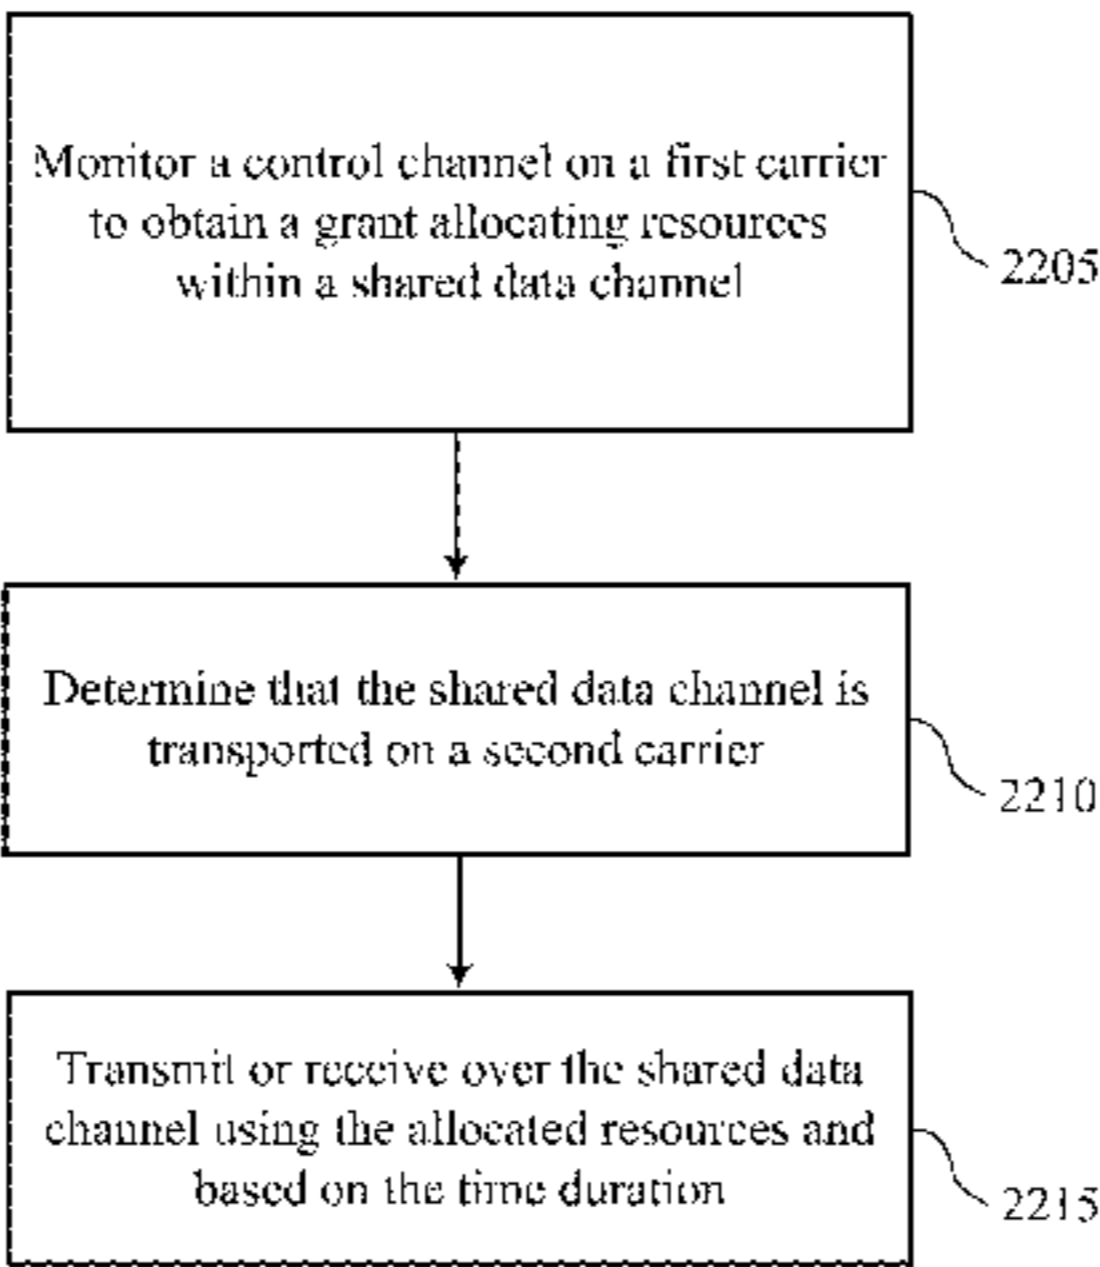 Monitor a control channel on a first carrier
to obtain a grant allocating resources
within a shared data channel
2205
Determine that the shared data channel is
transported on a second carrier
2210
Transmit or receive over the shared data
channel using the allocated resources and
based on the time duration
2215